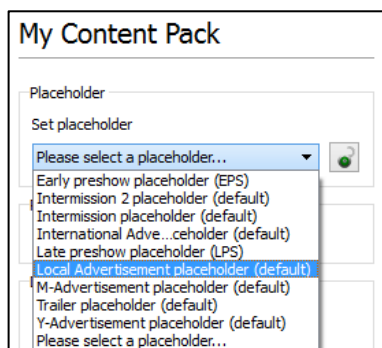 My Content Pack
Placeholder
Set placeholder
Please select a placeholder...
Early preshow placeholder (EPS)
Intermission 2 placeholder (default)
Intermission placeholder (default)
International Adve...ceholder (default)
Late preshow placeholder (LPS)
Local Advertisement placeholder (default)
M-Advertisement placeholder (default)
Trailer placeholder (default)
Y-Advertisement placeholder (default)
Please select a placeholder...